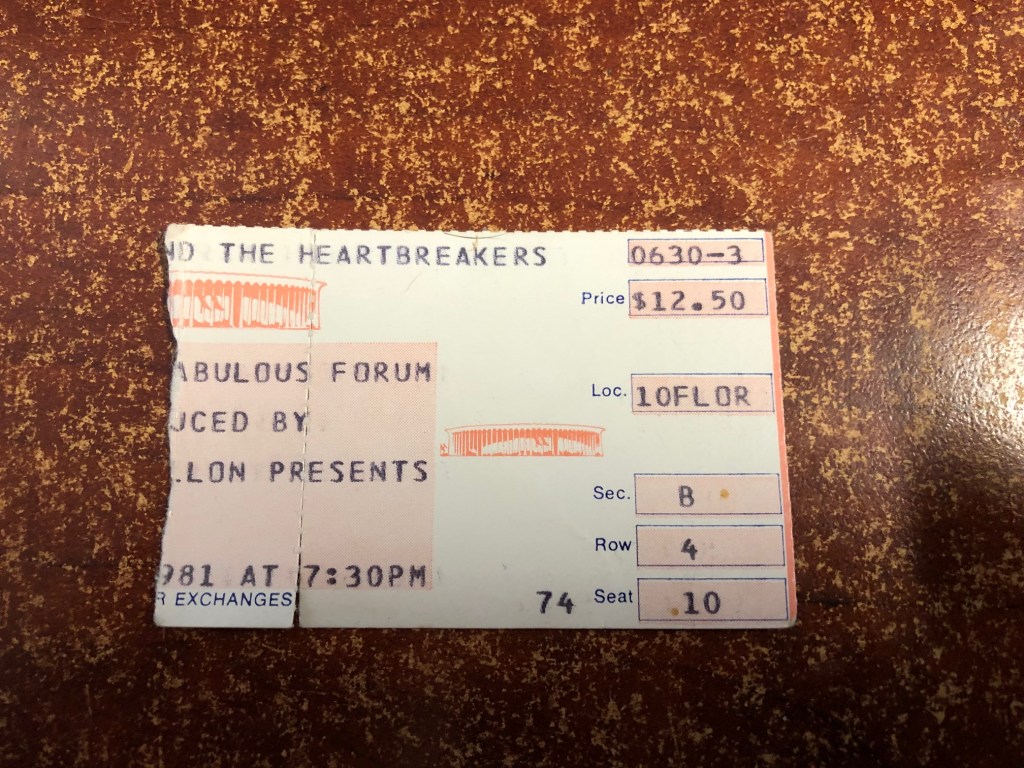 ND THE HEARTBREAKERS 0630-3
Price $12.50
ABULOUS FORUM
Loc. 10FLOR
UCED BY
LLON PRESENTS
Sec. B
Row 4
981 AT 7:30PM
R EXCHANGES
74 Seat 10